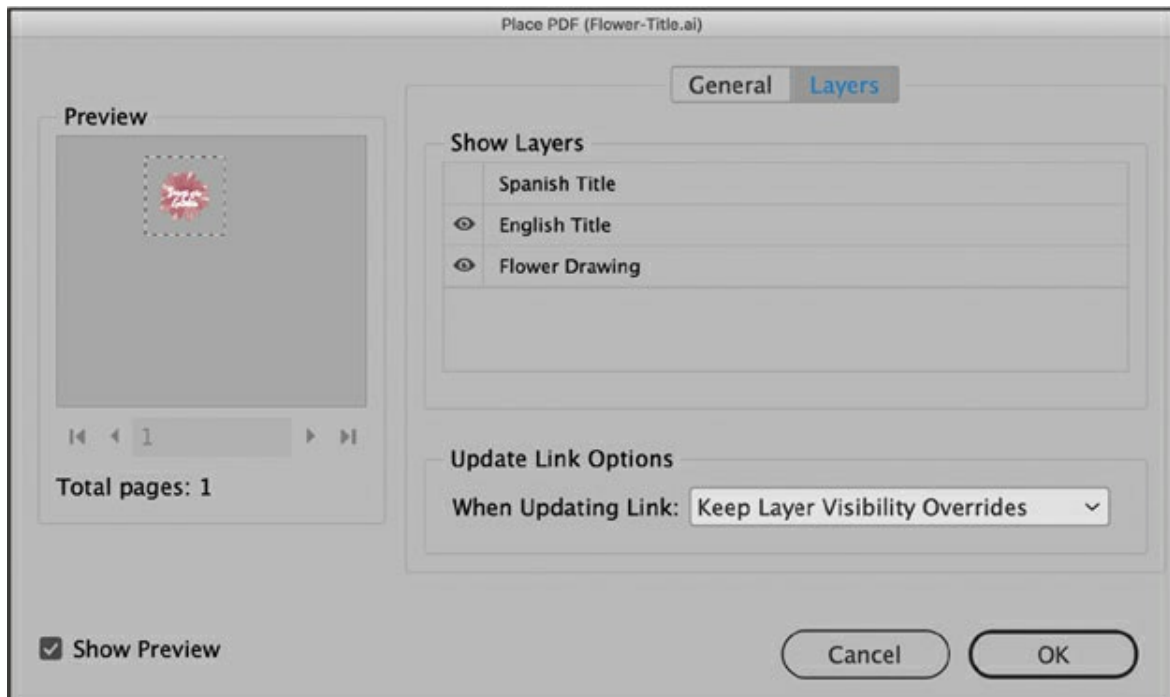 Place PDF (Flower-Title.ai)
General
Layers
Preview
Show Layers
Spanish Title
English Title
Flower Drawing
1
Total pages: 1
Update Link Options
When Updating Link: Keep Layer Visibility Overrides
Show Preview
Cancel
OK